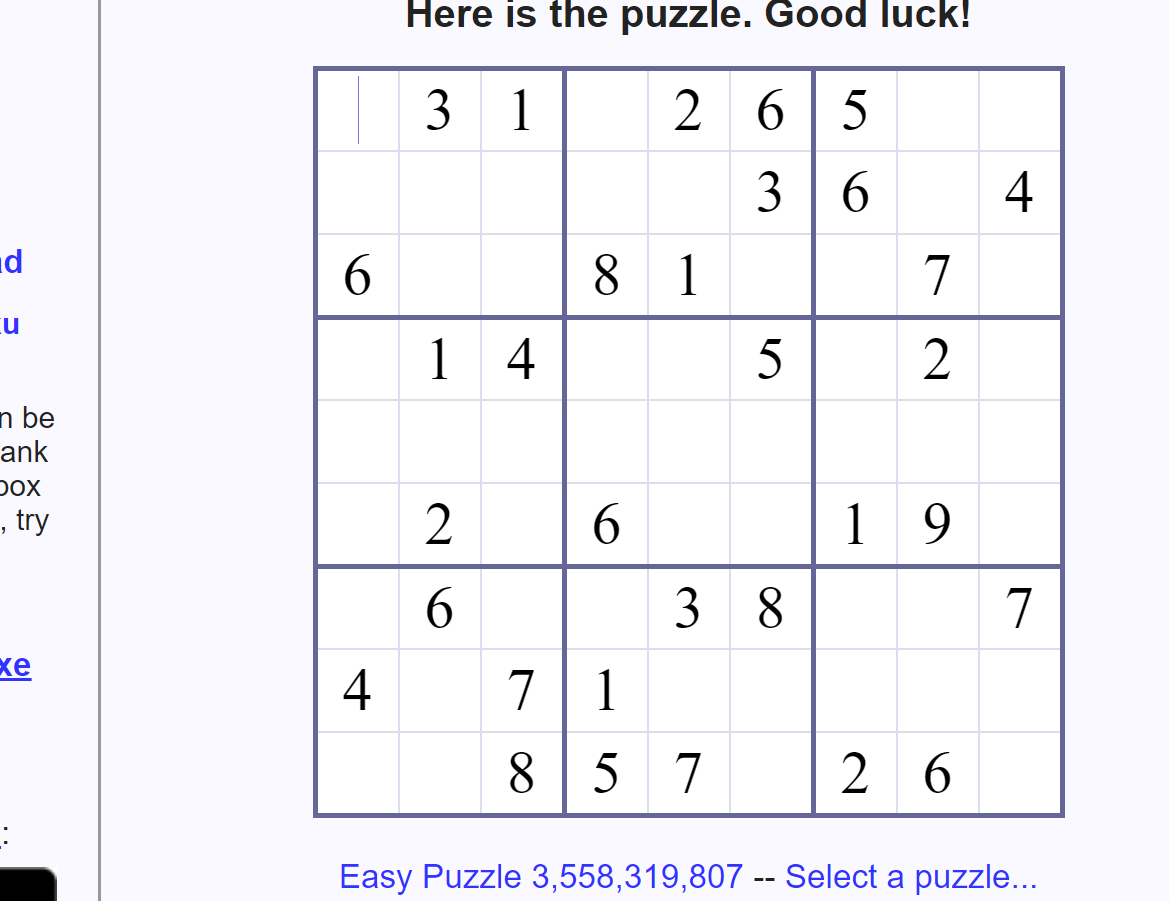 Here is the puzzle. Good luck!
3 1 2 6 5
3 6 4
ad
6 8 1 7
ku
1 4 5 2
n be
ank
box
, try
2 6 1 9
6 3 8 7
xe
4 7 1
8 5 7 2 6
:
Easy Puzzle 3,558,319,807 -- Select a puzzle...